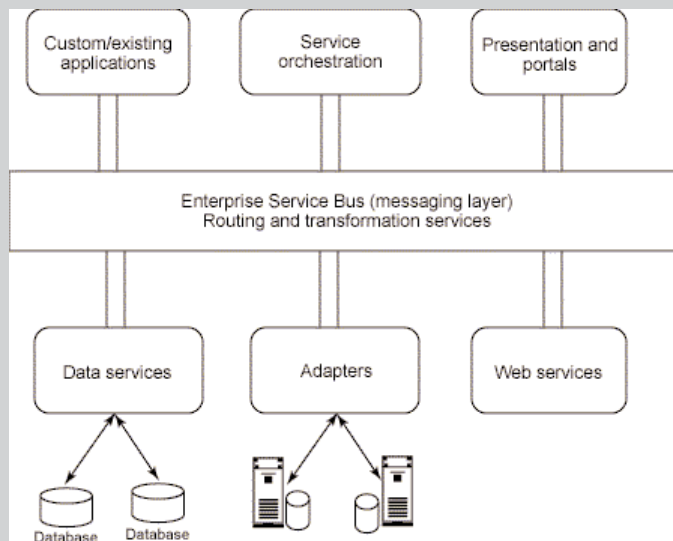 Custom/existing
applications
Service
orchestration
Presentation and
portals
Enterprise Service Bus (messaging layer)
Routing and transformation services
Data services
Adapters
Web services
Database
Database